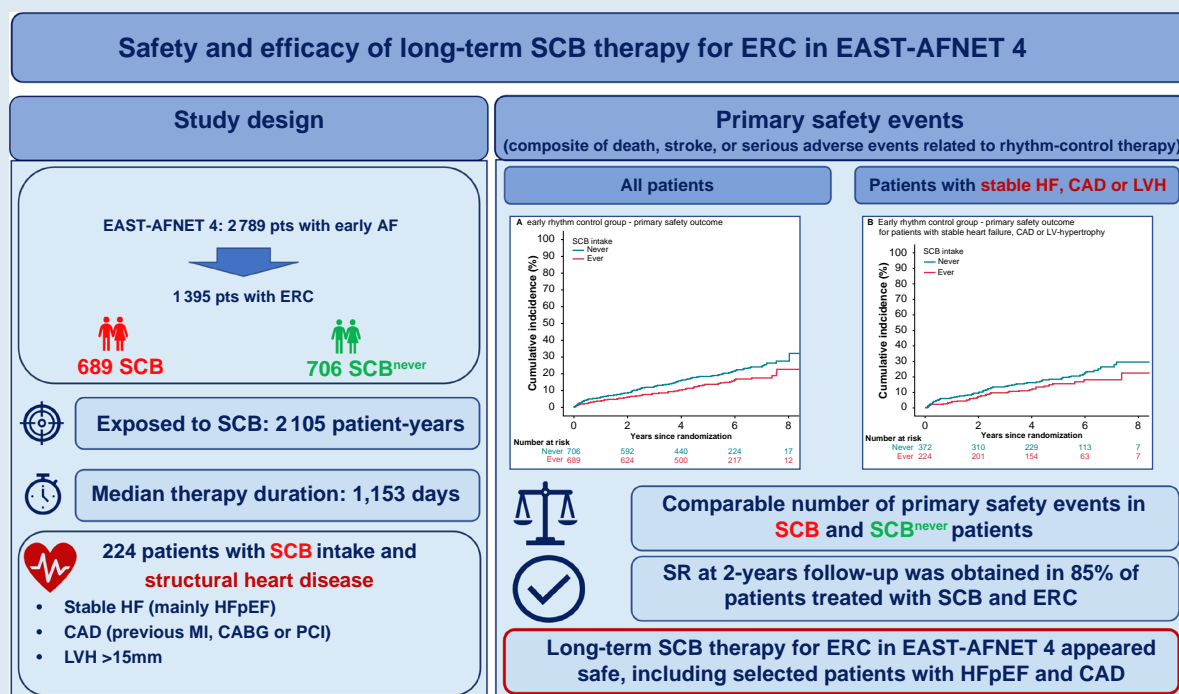 Safety and efficacy of long-term SCB therapy for ERC in EAST-AFNET 4
Study design
EAST-AFNET 4: 2 789 pts with early AF
1 395 pts with ERC
689 SCB
706 SCBnever
Exposed to SCB: 2 105 patient-years
Median therapy duration: 1,153 days
224 patients with SCB intake and
structural heart disease
• Stable HF (mainly HFpEF)
• CAD (previous MI, CABG or PCI)
• LVH >15mm
Primary safety events
(composite of death, stroke, or serious adverse events related to rhythm-control therapy)
All patients
A early rhythm control group - primary safety outcome
SCB intake
Never
Ever
Cumulative indcidence (%)
100
90
80
70
60
50
40
30
20
10
0
0 2 4 6 8
Years since randomization
Number at risk
Never 706 592 440 224 17
Ever 689 624 500 217 12
Patients with stable HF, CAD or LVH
B Early rhythm control group - primary safety outcome
for patients with stable heart failure, CAD or LV-hypertrophy
SCB intake
Never
Ever
Cumulative indcidence (%)
100
90
80
70
60
50
40
30
20
10
0
0 2 4 6 8
Years since randomization
Number at risk
Never 372 310 229 113 7
Ever 224 201 154 63 7
Comparable number of primary safety events in
SCB and SCBnever patients
SR at 2-years follow-up was obtained in 85% of
patients treated with SCB and ERC
Long-term SCB therapy for ERC in EAST-AFNET 4 appeared
safe, including selected patients with HFpEF and CAD